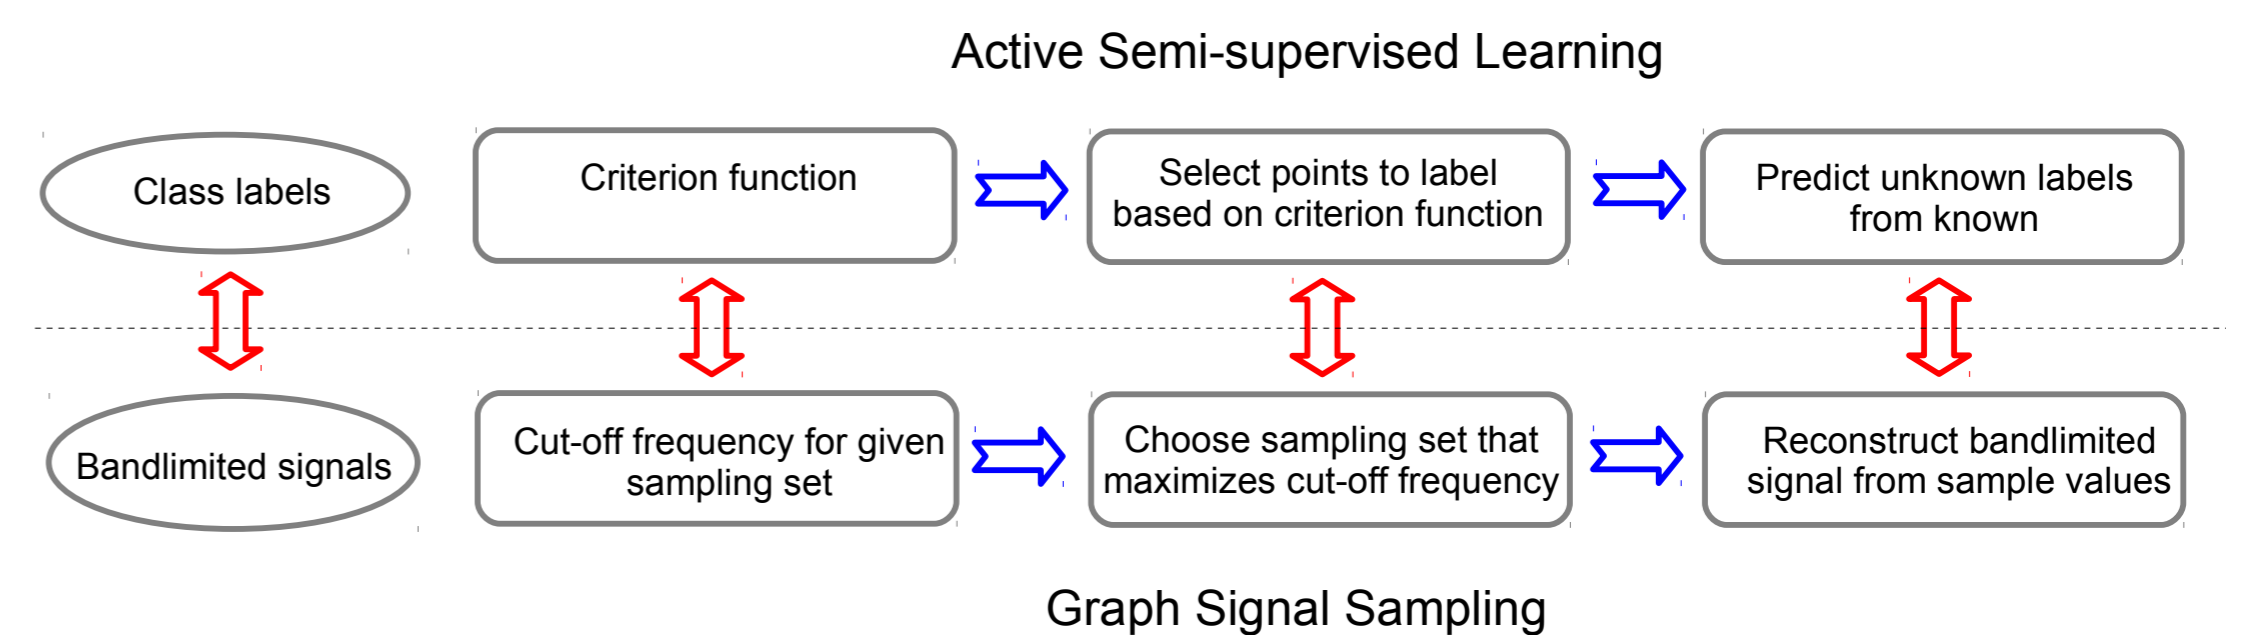 Active Semi-supervised Learning
Class labels
Criterion function
Select points to label
based on criterion function
Predict unknown labels
from known
Bandlimited signals
Cut-off frequency for given
sampling set
Choose sampling set that
maximizes cut-off frequency
Reconstruct bandlimited
signal from sample values
Graph Signal Sampling